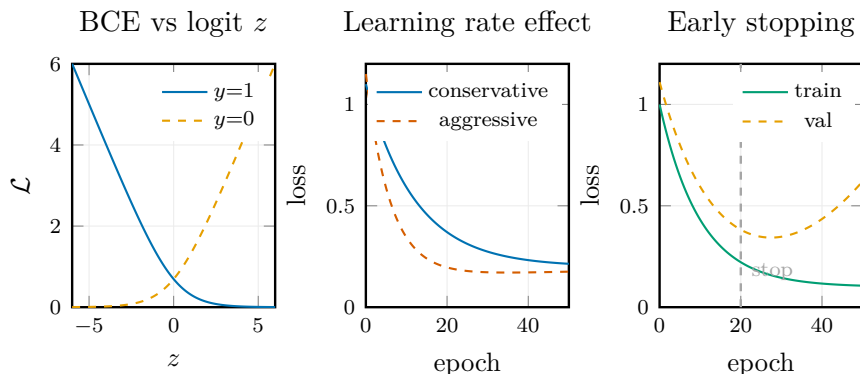 BCE vs logit z
6
4
2
0
−5
0
5
ℒ
z
y=1
y=0
Learning rate effect
1
0.5
0
0
20
40
loss
epoch
conservative
aggressive
Early stopping
1
0.5
0
0
20
40
loss
epoch
train
val
stop